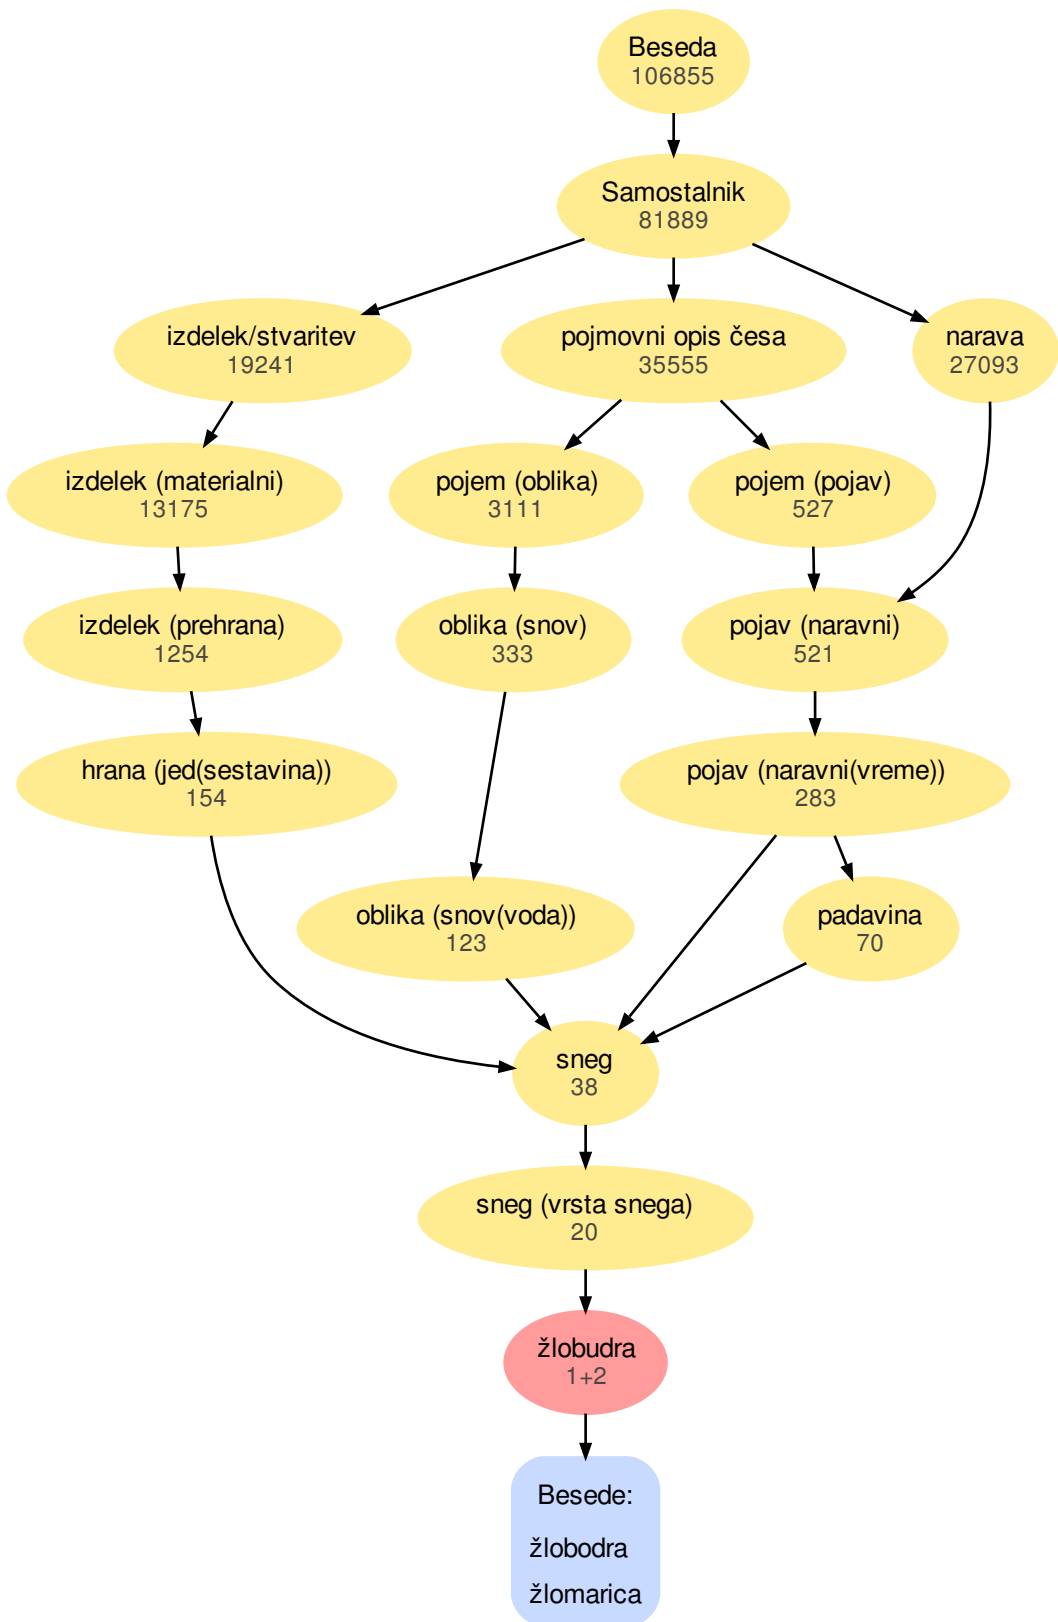 Beseda
106855
Samostalnik
81889
izdelek/stvaritev
19241
pojmovni opis česa
35555
narava
27093
izdelek (materialni)
13175
pojem (oblika)
3111
pojem (pojav)
527
izdelek (prehrana)
1254
oblika (snov)
333
pojav (naravni)
521
hrana (jed(sestavina))
154
pojav (naravni(vreme))
283
oblika (snov(voda))
123
padavina
70
sneg
38
sneg (vrsta snega)
20
žlobudra
1+2
Besede:
žlobodra
žlomarica